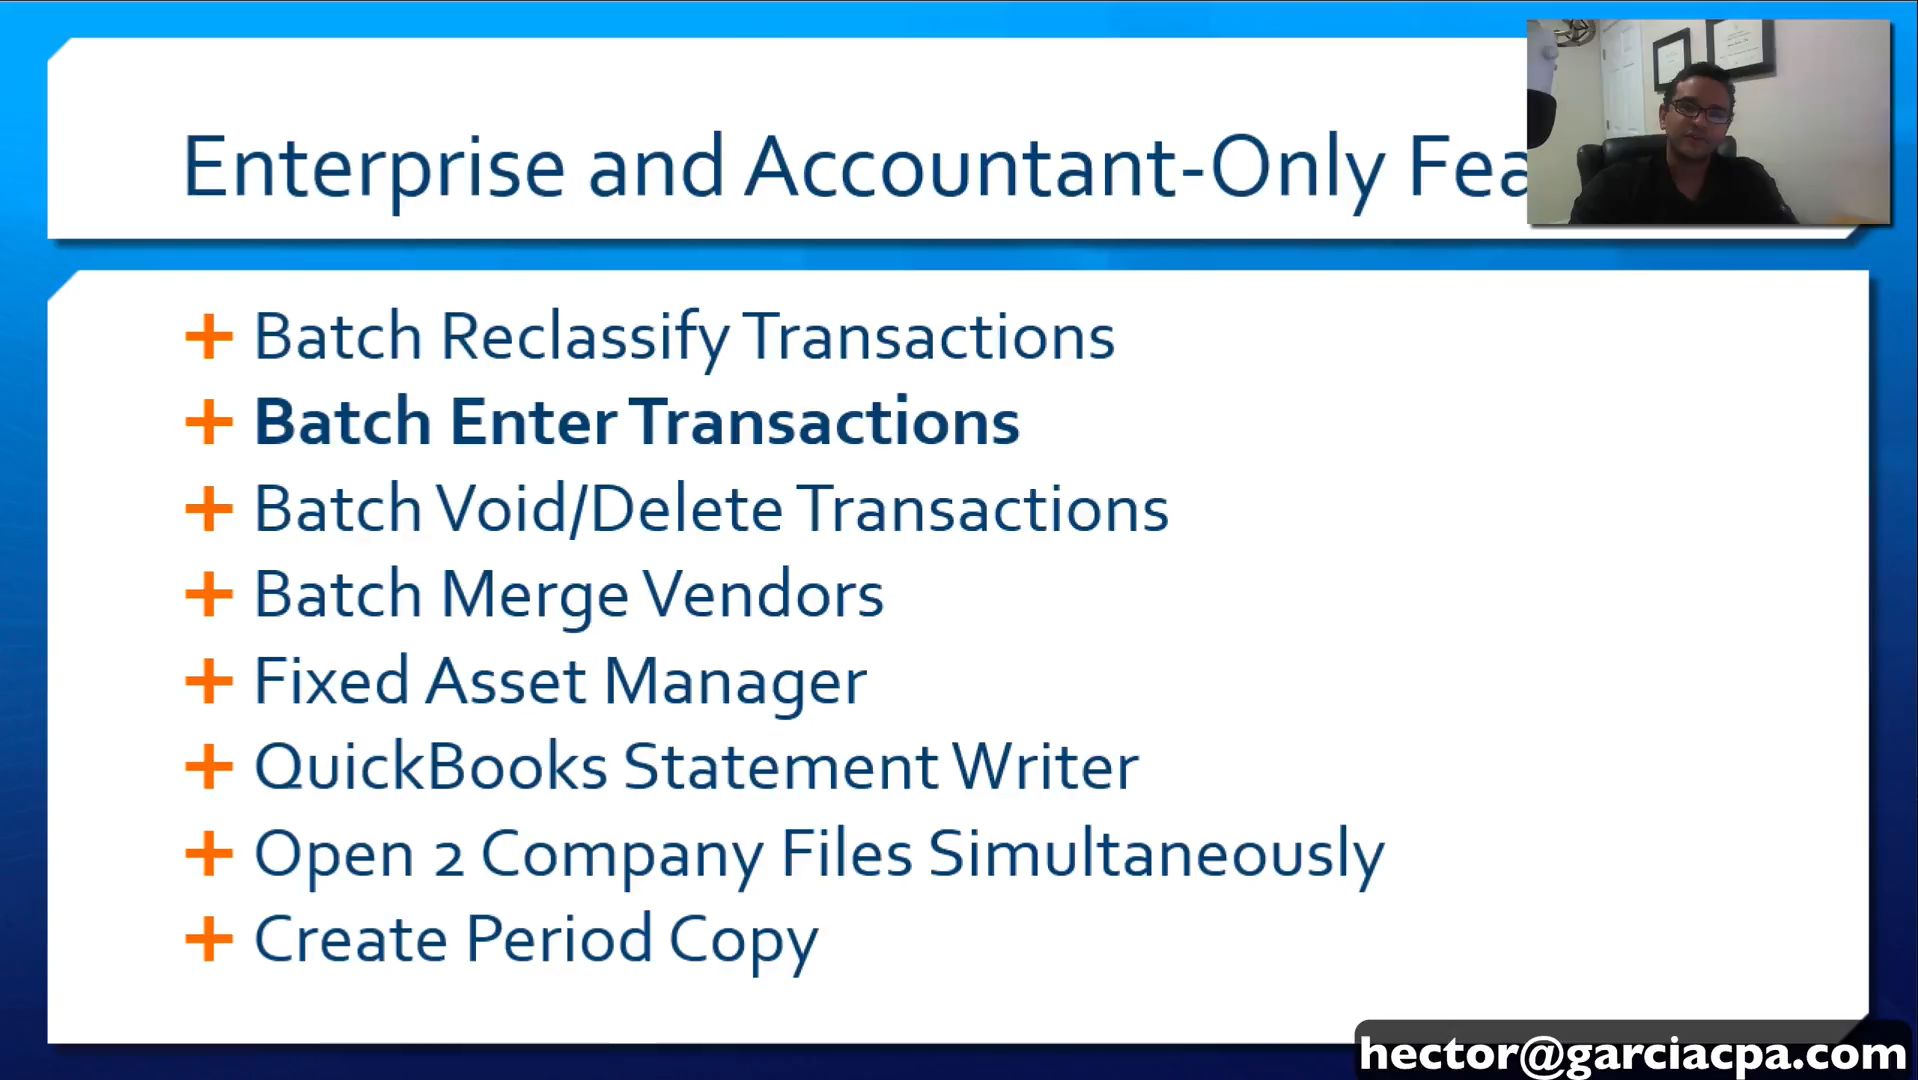 Enterprise and Accountant-Only Fea
Batch Reclassify Transactions
Batch Enter Transactions
Batch Void/Delete Transactions
Batch Merge Vendors
Fixed Asset Manager
QuickBooks Statement Writer
Open 2 Company Files Simultaneously
Create Period Copy
hector@garciacpa.com